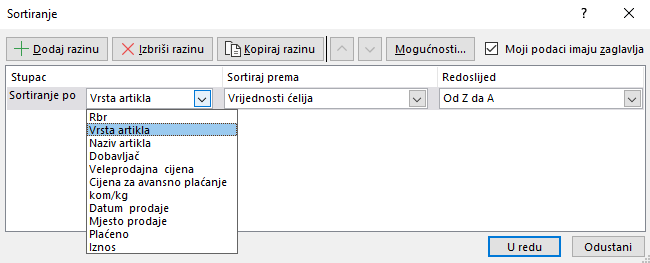 Sortiranje
Dodaj razinu Izbriši razinu Kopiraj razinu Mogućnosti... Moji podaci imaju zaglavlja
Stupac Sortiraj prema Redoslijed
Sortiranje po Vrsta artikla Vrijednosti ćelija Od Z da A
Rbr
Vrsta artikla
Naziv artikla
Dobavljač
Veleprodajna cijena
Cijena za avansno plaćanje
kom/kg
Datum prodaje
Mjesto prodaje
Plaćeno
Iznos
U redu Odustani